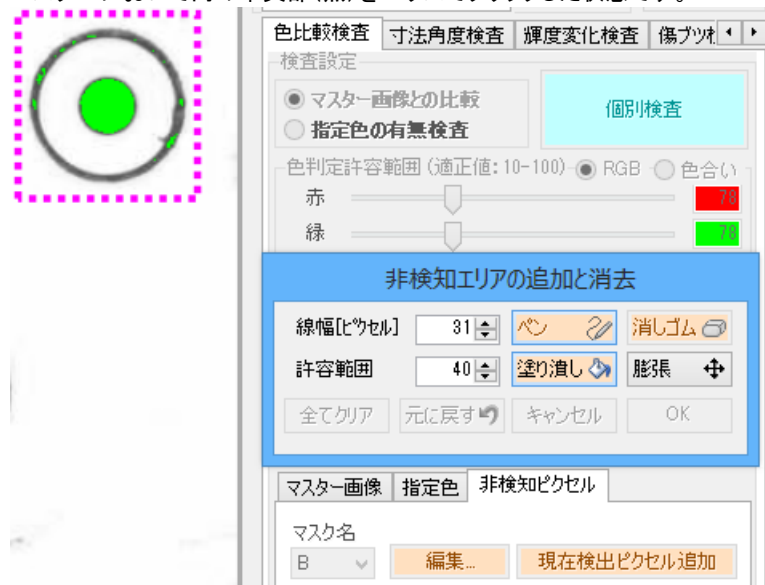 色比較検査 寸法角度検査 輝度変化検査 傷ブツ
検査設定
マスター画像との比較
指定色の有無検査
個別検査
色判定許容範囲 (適正値:10-100) RGB 色合い
赤 78
緑 78
非検知エリアの追加と消去
線幅[ピクセル] 31 ペン 消しゴム
許容範囲 40 塗り潰し 膨張
全てクリア 元に戻す キャンセル OK
マスター画像 指定色 非検知ピクセル
マスク名
B 編集... 現在検出ピクセル追加